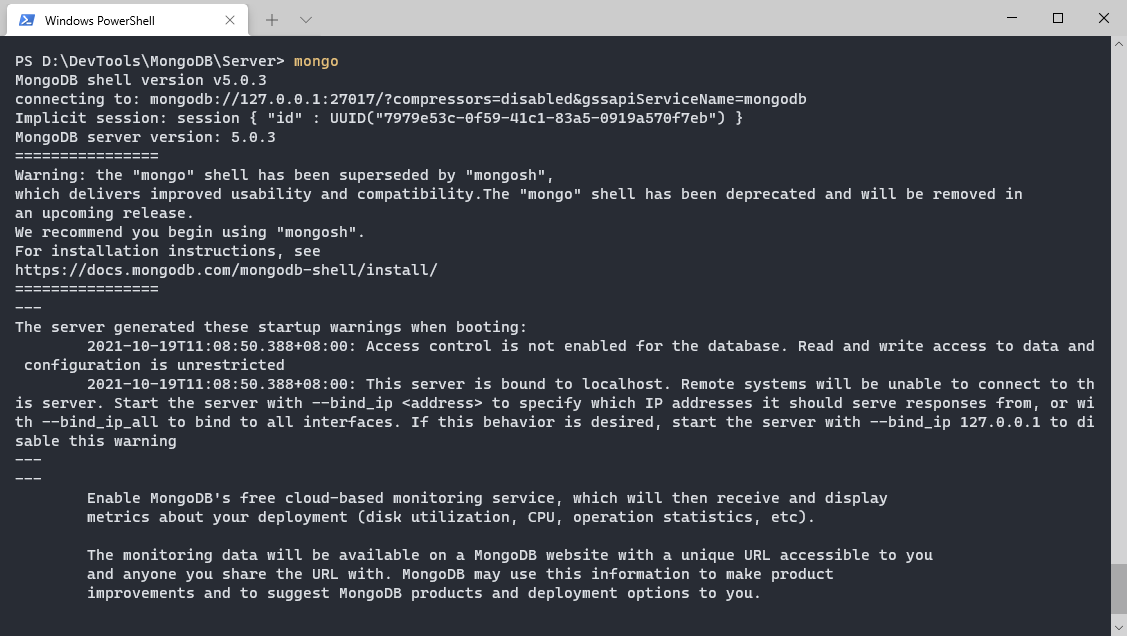 Windows PowerShell
PS D:\DevTools\MongoDB\Server> mongo
MongoDB shell version v5.0.3
connecting to: mongodb://127.0.0.1:27017/?compressors=disabled&gssapiServiceName=mongodb
Implicit session: session { "id" : UUID("7979e53c-0f59-41c1-83a5-0919a570f7eb") }
MongoDB server version: 5.0.3
================
Warning: the "mongo" shell has been superseded by "mongosh",
which delivers improved usability and compatibility.The "mongo" shell has been deprecated and will be removed in
an upcoming release.
We recommend you begin using "mongosh".
For installation instructions, see
https://docs.mongodb.com/mongodb-shell/install/
================
---
The server generated these startup warnings when booting:
        2021-10-19T11:08:50.388+08:00: Access control is not enabled for the database. Read and write access to data and
 configuration is unrestricted
        2021-10-19T11:08:50.388+08:00: This server is bound to localhost. Remote systems will be unable to connect to th
is server. Start the server with --bind_ip <address> to specify which IP addresses it should serve responses from, or wi
th --bind_ip_all to bind to all interfaces. If this behavior is desired, start the server with --bind_ip 127.0.0.1 to di
sable this warning
---
---
        Enable MongoDB's free cloud-based monitoring service, which will then receive and display
        metrics about your deployment (disk utilization, CPU, operation statistics, etc).

        The monitoring data will be available on a MongoDB website with a unique URL accessible to you
        and anyone you share the URL with. MongoDB may use this information to make product
        improvements and to suggest MongoDB products and deployment options to you.